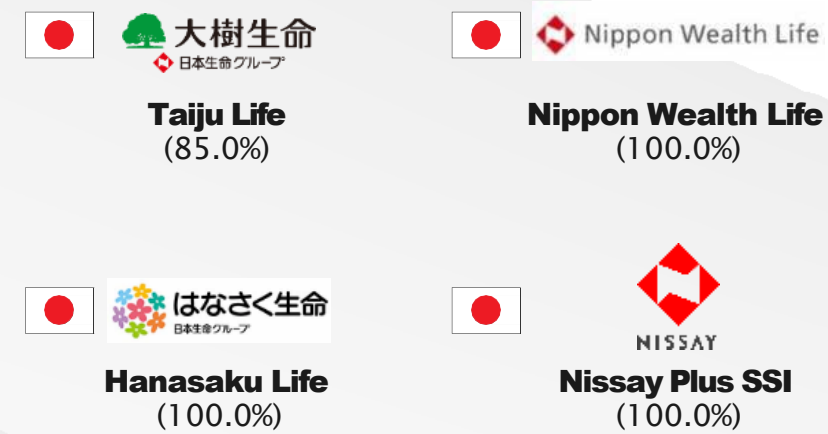 大樹生命
日本生命グループ
Taiju Life
(85.0%)
Nippon Wealth Life
Nippon Wealth Life
(100.0%)
はなさく生命
日本生命グループ
Hanasaku Life
(100.0%)
NISSAY
Nissay Plus SSI
(100.0%)